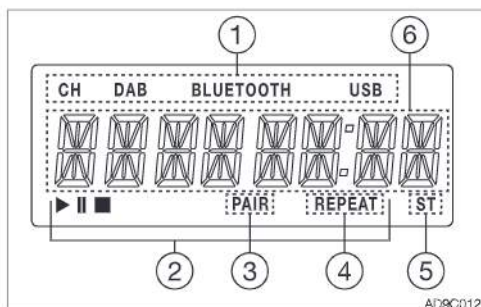 1 6
CH DAB BLUETOOTH USB
▶ ⏸ ■ PAIR REPEAT ST
2 3 4 5
AD9C012